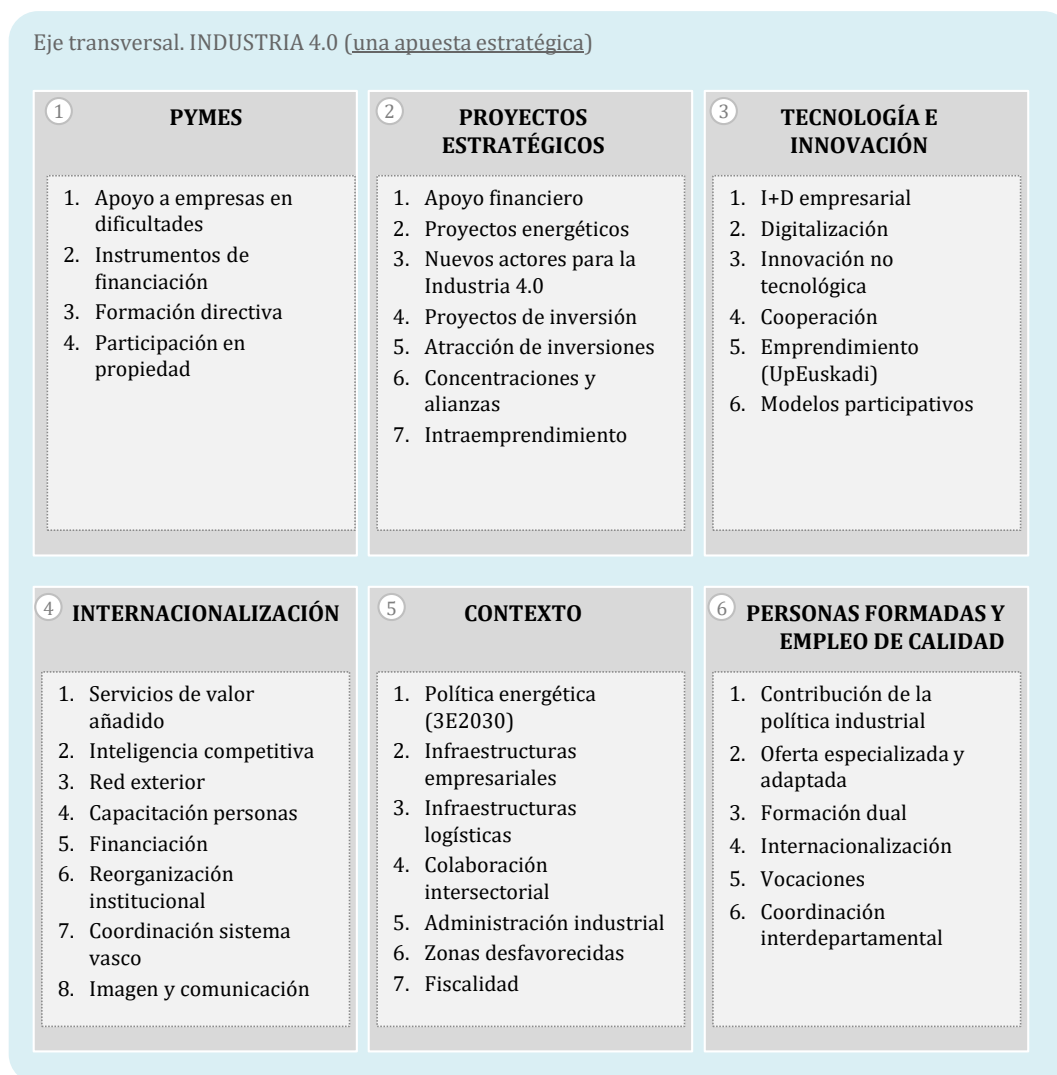 Eje transversal. INDUSTRIA 4.0 (una apuesta estratégica)
1
PYMES
1. Apoyo a empresas en
dificultades
2. Instrumentos de
financiación
3. Formación directiva
4. Participación en
propiedad
2
PROYECTOS
ESTRATÉGICOS
1. Apoyo financiero
2. Proyectos energéticos
3. Nuevos actores para la
Industria 4.0
4. Proyectos de inversión
5. Atracción de inversiones
6. Concentraciones y
alianzas
7. Intraemprendimiento
3
TECNOLOGÍA E
INNOVACIÓN
1. I+D empresarial
2. Digitalización
3. Innovación no
tecnológica
4. Cooperación
5. Emprendimiento
(UpEuskadi)
6. Modelos participativos
4
INTERNACIONALIZACIÓN
1. Servicios de valor
añadido
2. Inteligencia competitiva
3. Red exterior
4. Capacitación personas
5. Financiación
6. Reorganización
institucional
7. Coordinación sistema
vasco
8. Imagen y comunicación
5
CONTEXTO
1. Política energética
(3E2030)
2. Infraestructuras
empresariales
3. Infraestructuras
logísticas
4. Colaboración
intersectorial
5. Administración industrial
6. Zonas desfavorecidas
7. Fiscalidad
6
PERSONAS FORMADAS Y
EMPLEO DE CALIDAD
1. Contribución de la
política industrial
2. Oferta especializada y
adaptada
3. Formación dual
4. Internacionalización
5. Vocaciones
6. Coordinación
interdepartamental